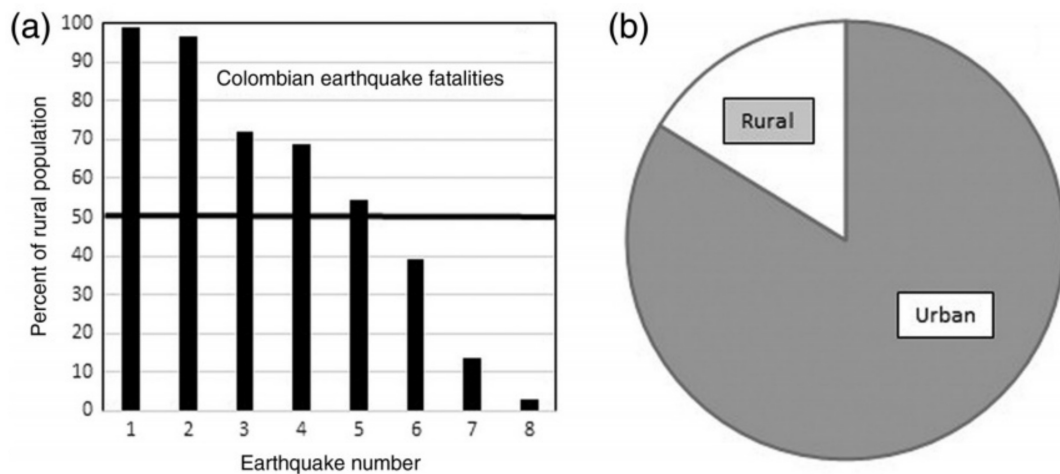 (a)
100
90
80
70
60
50
40
30
20
10
0
Percent of rural population
Colombian earthquake fatalities
1 2 3 4 5 6 7 8
Earthquake number
(b)
Rural
Urban